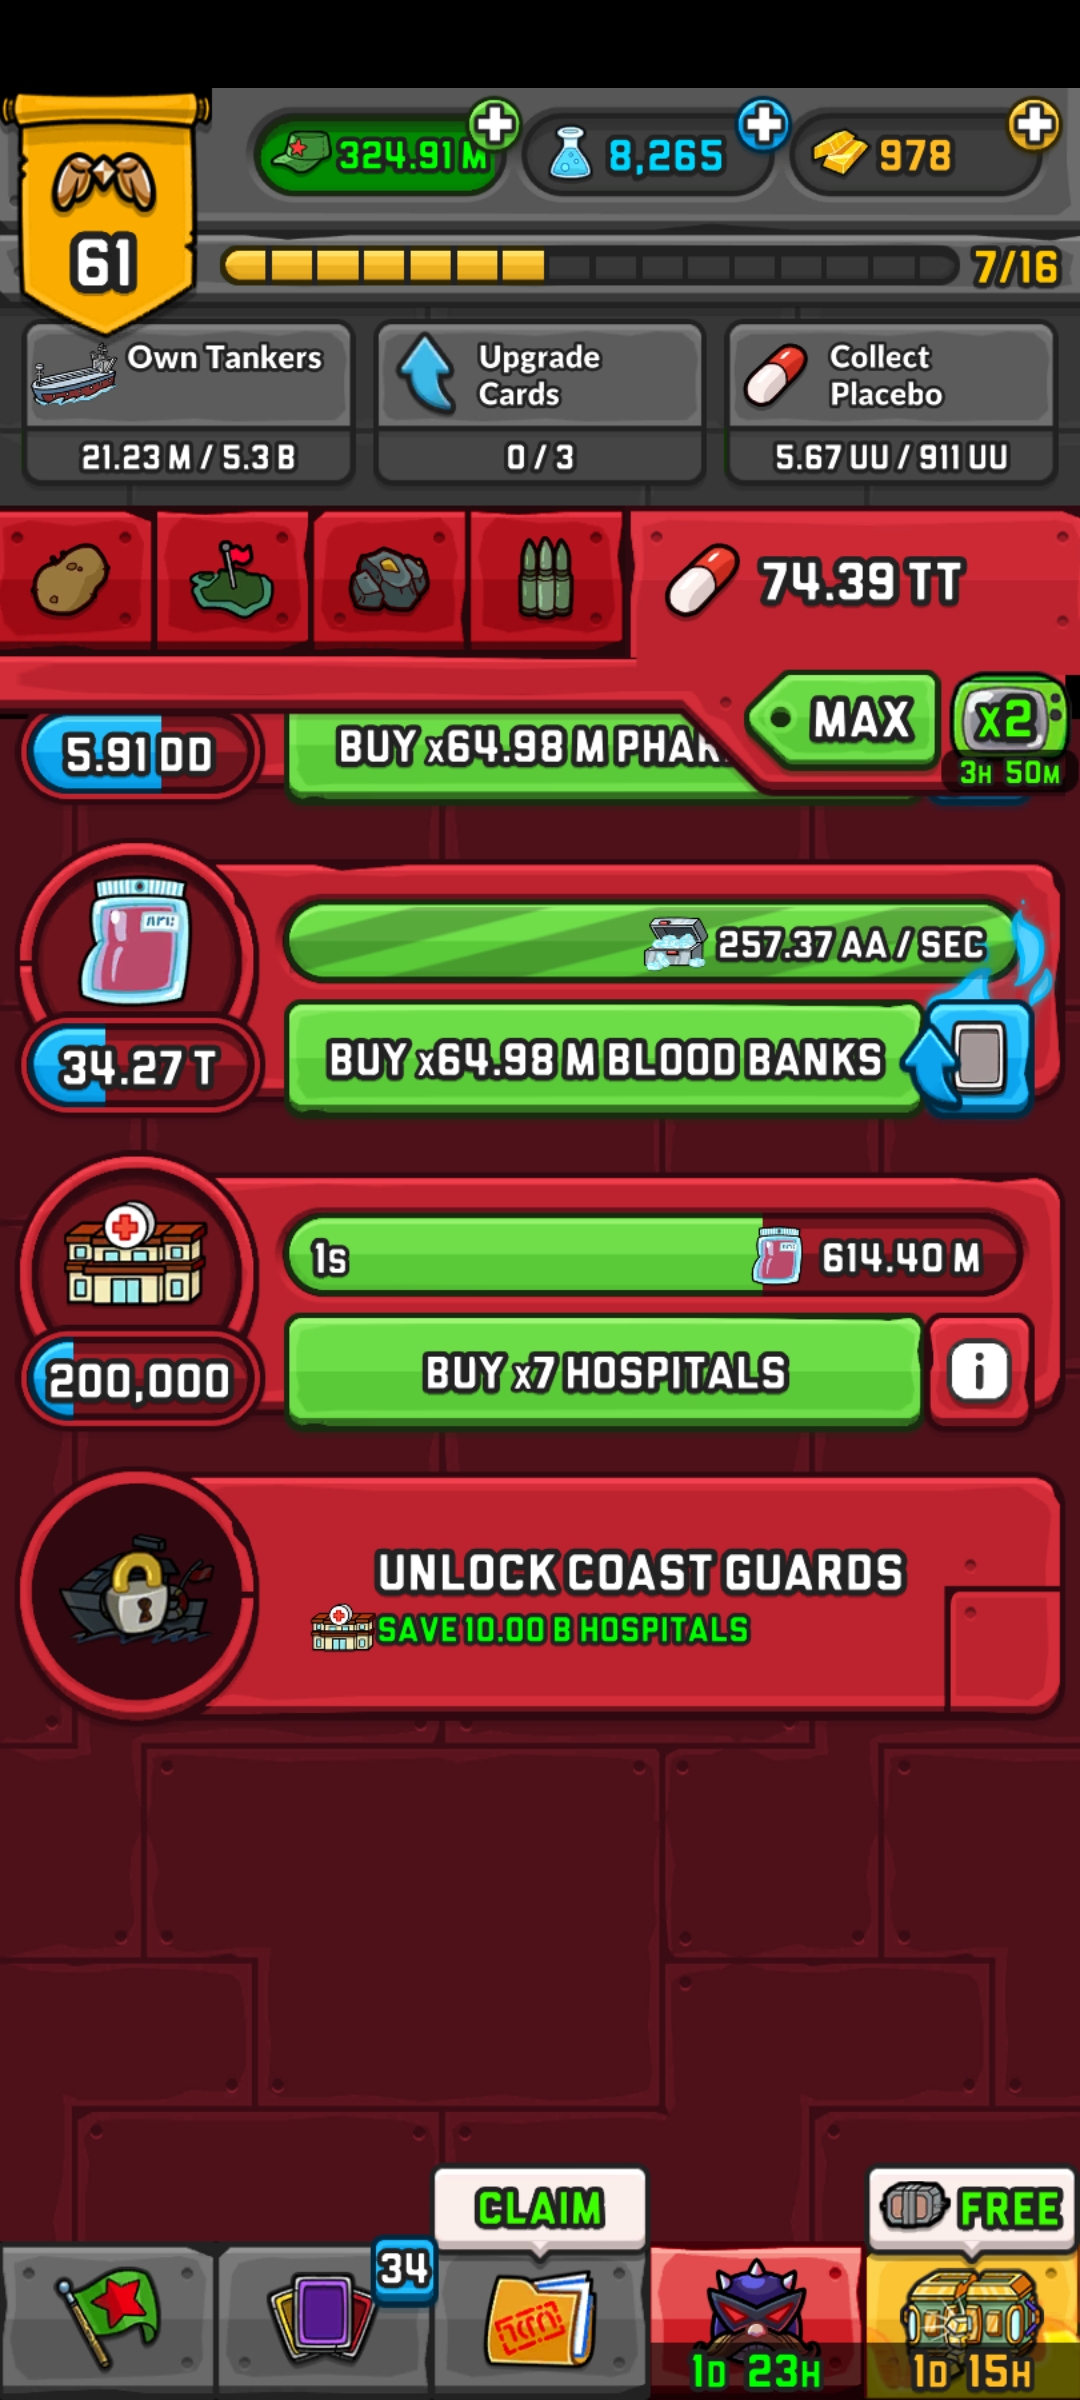 324.91 M
8,265
978
61
7/16
Own Tankers
21.23 M / 5.3 B
Upgrade
Cards
0 / 3
Collect
Placebo
5.67 UU / 911 UU
74.39 TT
MAX
x2
3H 50M
5.91 DD
BUY x64.98 M PHAR
257.37 AA / SEC
34.27 T
BUY x64.98 M BLOOD BANKS
1s
614.40 M
200,000
BUY x7 HOSPITALS
i
UNLOCK COAST GUARDS
SAVE 10.00 B HOSPITALS
CLAIM
FREE
34
1D 23H
1D 15H